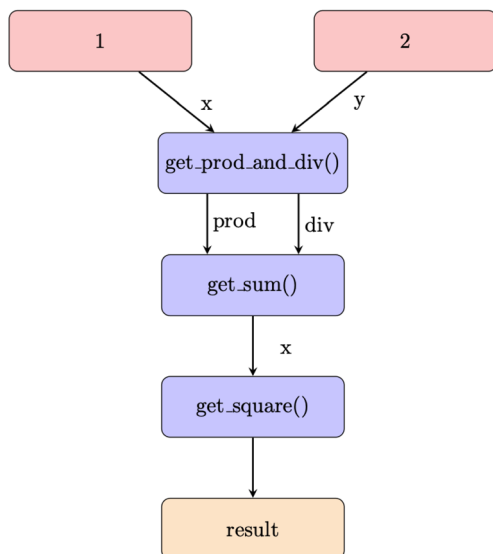 1
2
x
y
get_prod_and_div()
prod
div
get_sum()
x
get_square()
result